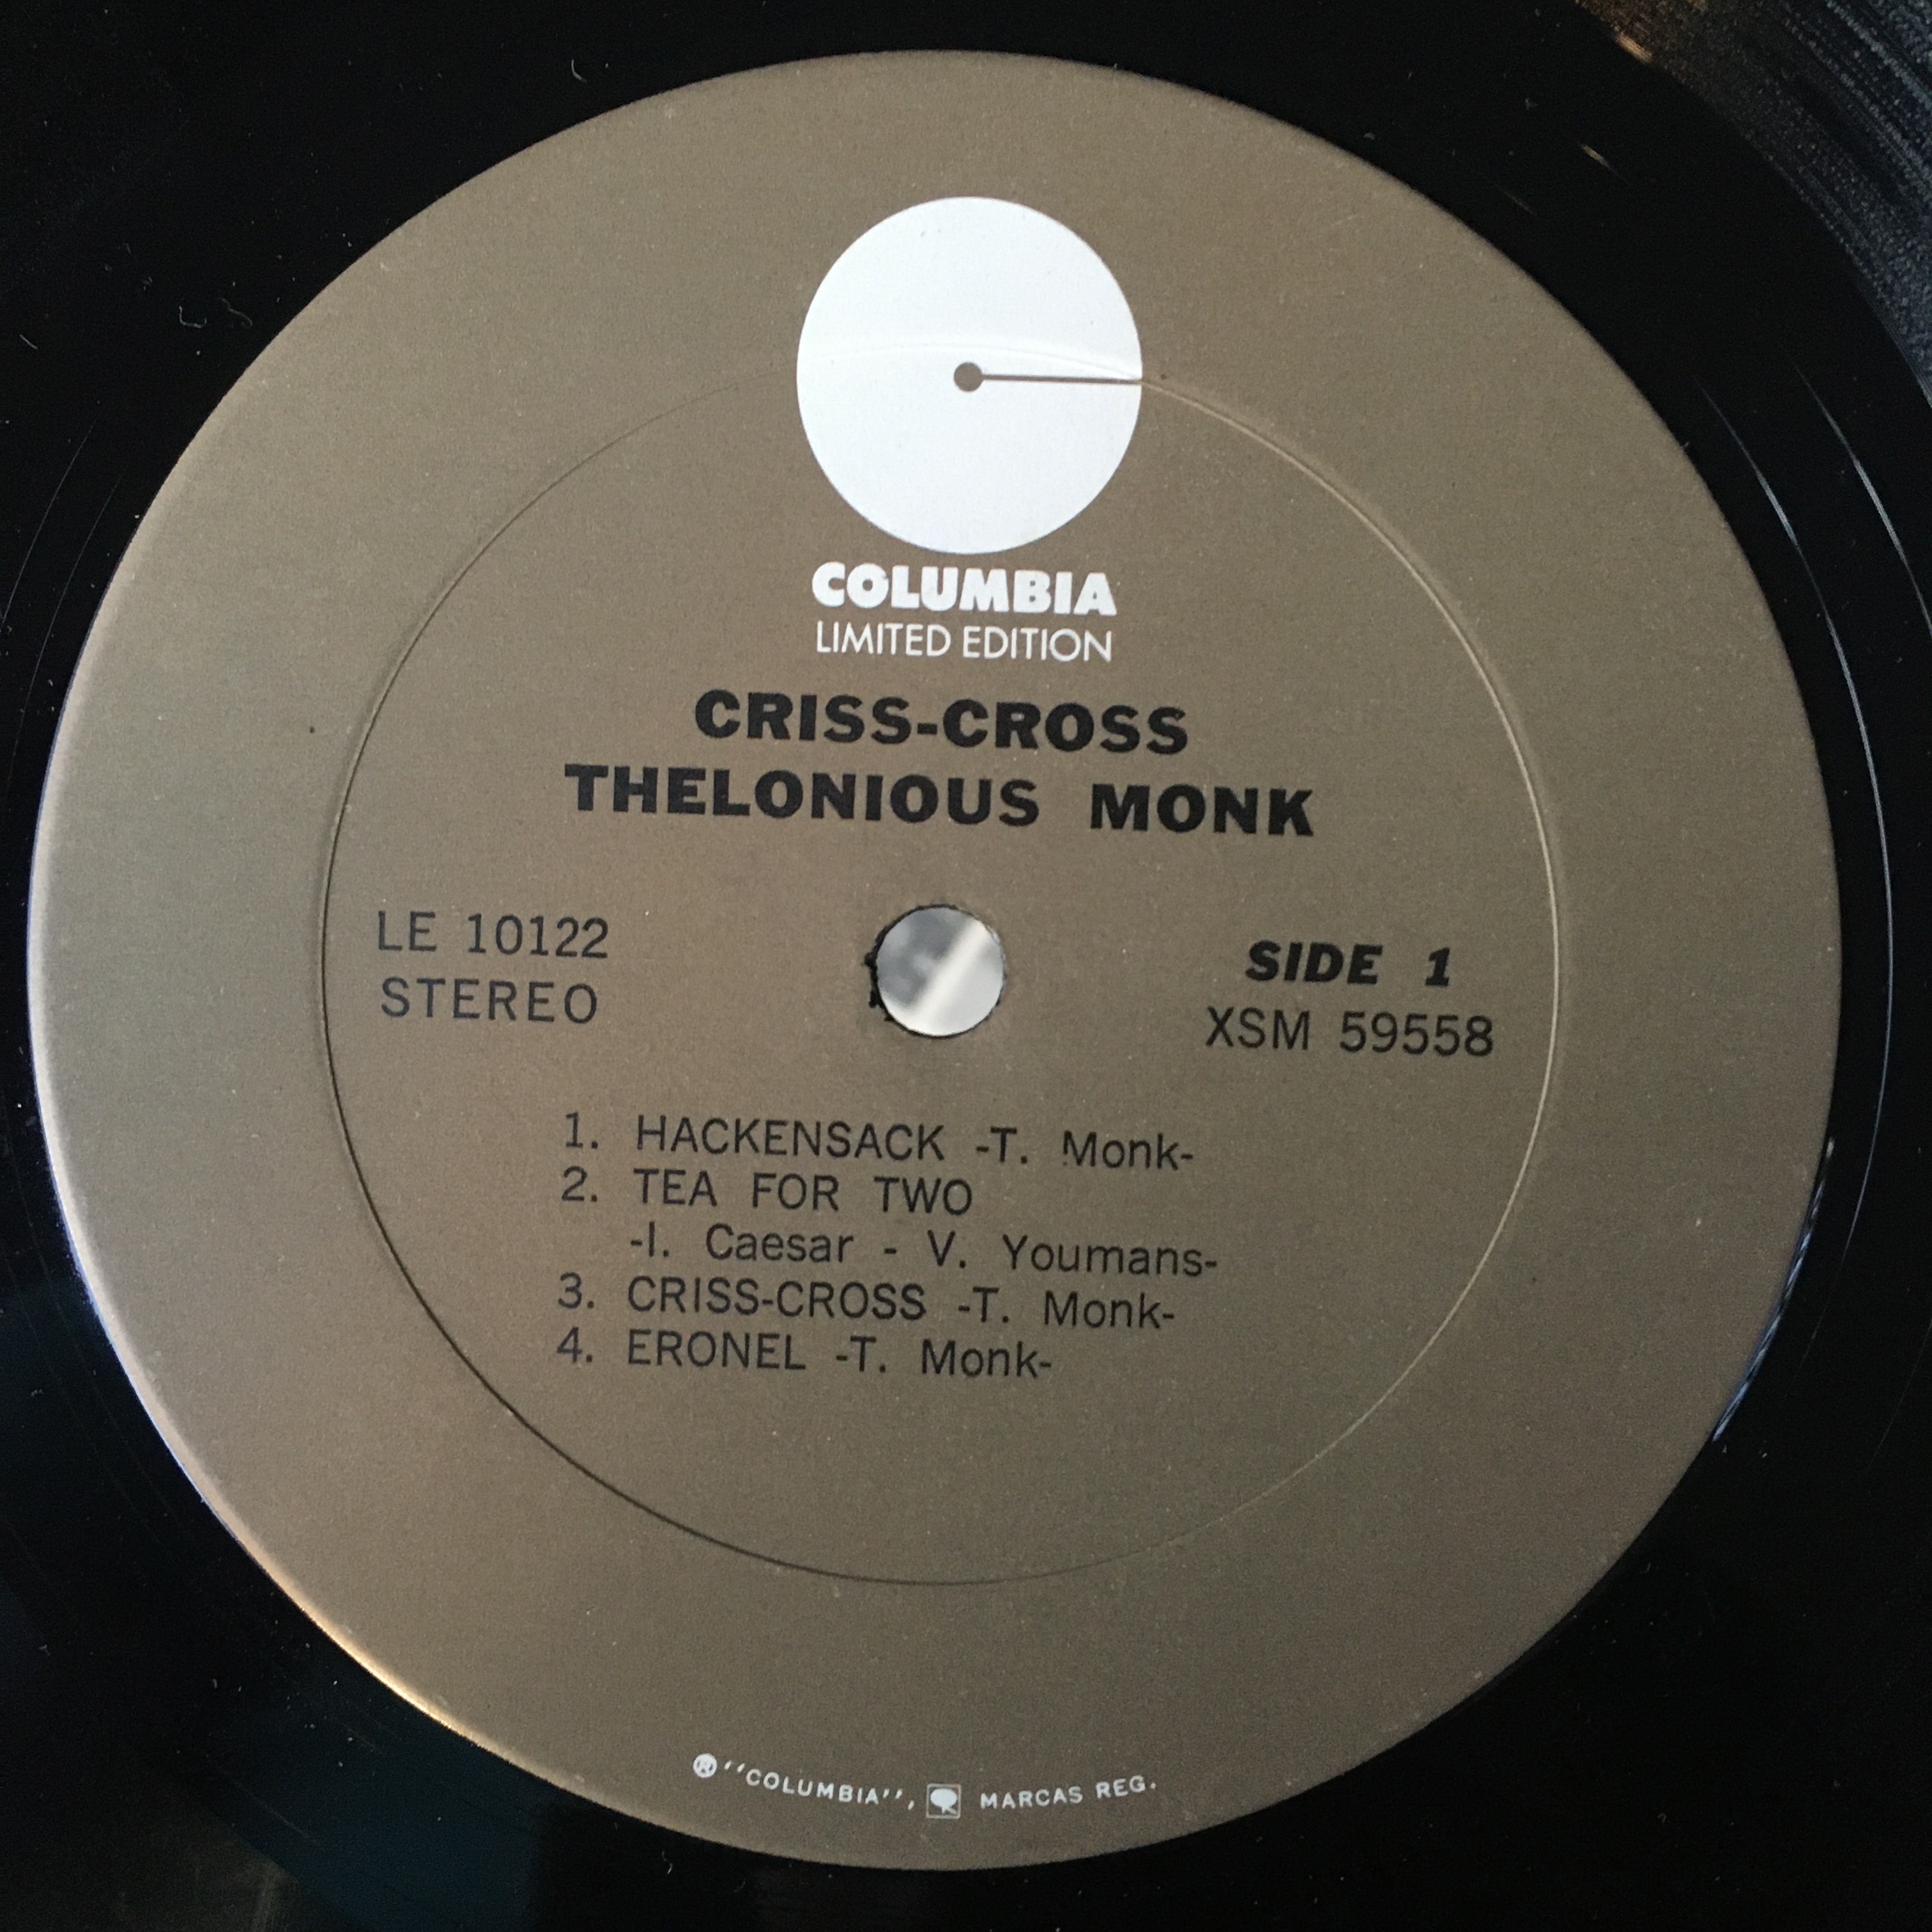 COLUMBIA
LIMITED EDITION
CRISS-CROSS
THELONIOUS MONK
LE 10122
STEREO
SIDE 1
XSM 59558
1. HACKENSACK -T. Monk-
2. TEA FOR TWO
-I. Caesar - V. Youmans-
3. CRISS-CROSS -T. Monk-
4. ERONEL -T. Monk-
® "COLUMBIA", MARCAS REG.